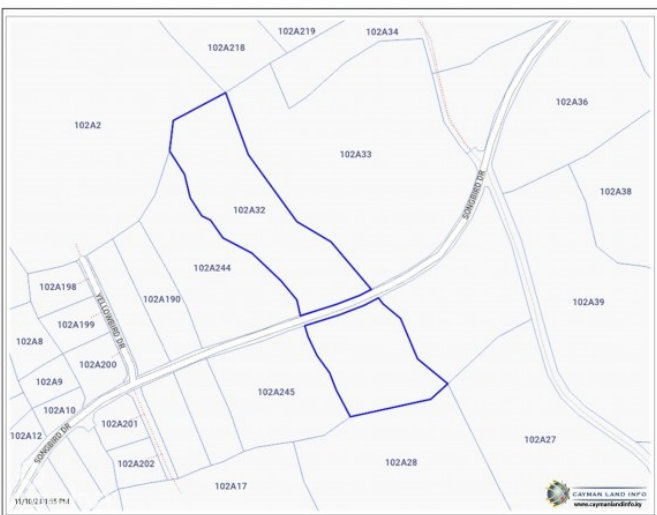 102A219
102A34
102A218
102A36
102A2
102A33
102A38
SONGBIRD DR
102A32
102A244
102A198
YELLOWBIRD DR
102A190
102A39
102A199
102A8
102A200
102A9
102A245
102A10
102A201
102A12
SONGBIRD DR
102A27
102A202
102A28
102A17
CAYMAN LAND INFO
www.caymanlandinfo.ky